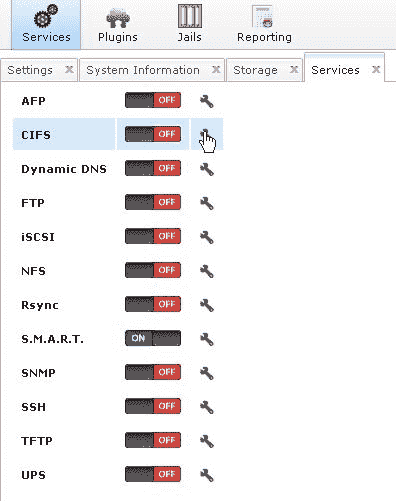 Services Plugins Jails Reporting
Settings X System Information X Storage X Services X
AFP OFF
CIFS OFF
Dynamic DNS OFF
FTP OFF
iSCSI OFF
NFS OFF
Rsync OFF
S.M.A.R.T. ON
SNMP OFF
SSH OFF
TFTP OFF
UPS OFF